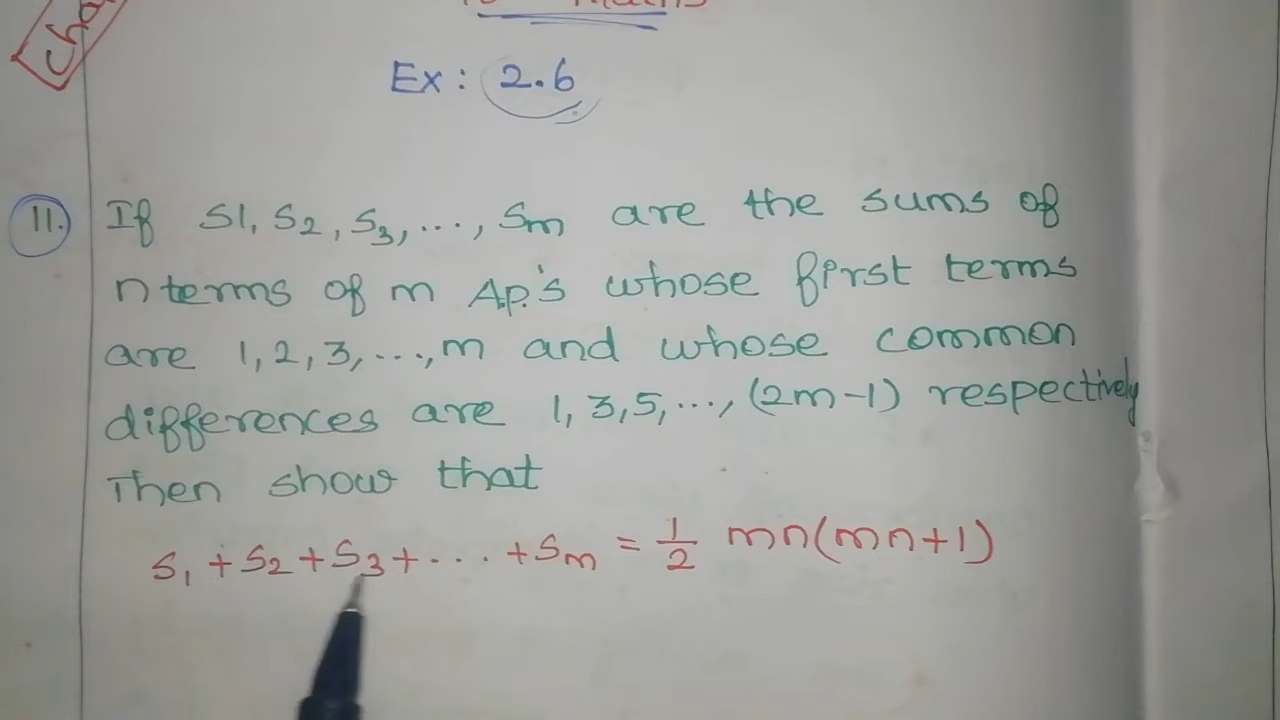 Ex: 2.6
11. If S1, S2, S3, ..., Sm are the sums of
n terms of m A.P.'s whose first terms
are 1, 2, 3, ..., m and whose common
differences are 1, 3, 5, ..., (2m-1) respectively
Then show that
S1 + S2 + S3 + .... + Sm = 1/2 mn(mn+1)